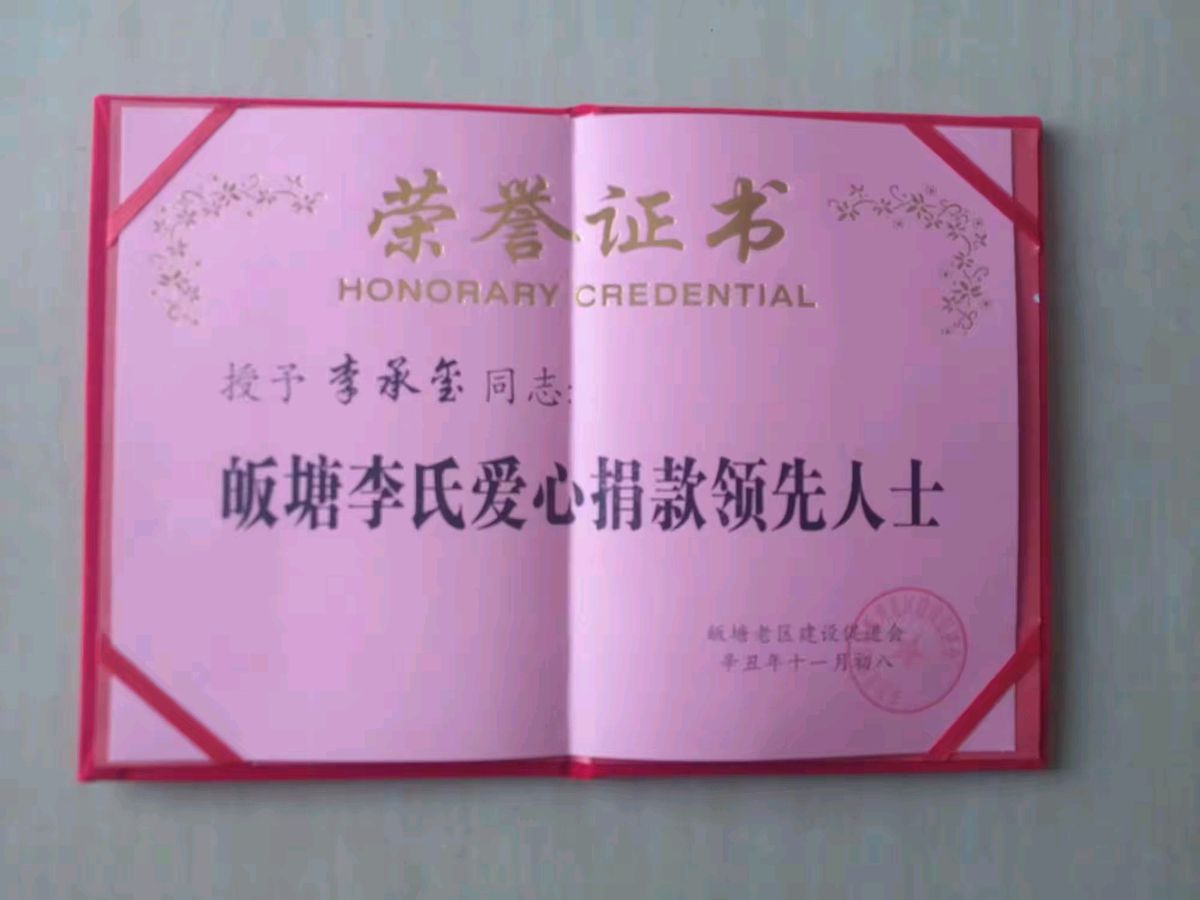 荣誉证书
HONORARY CREDENTIAL
授予 李承玺 同志:
皈塘李氏爱心捐款领先人士
皈塘老区建设促进会
辛丑年十一月初八